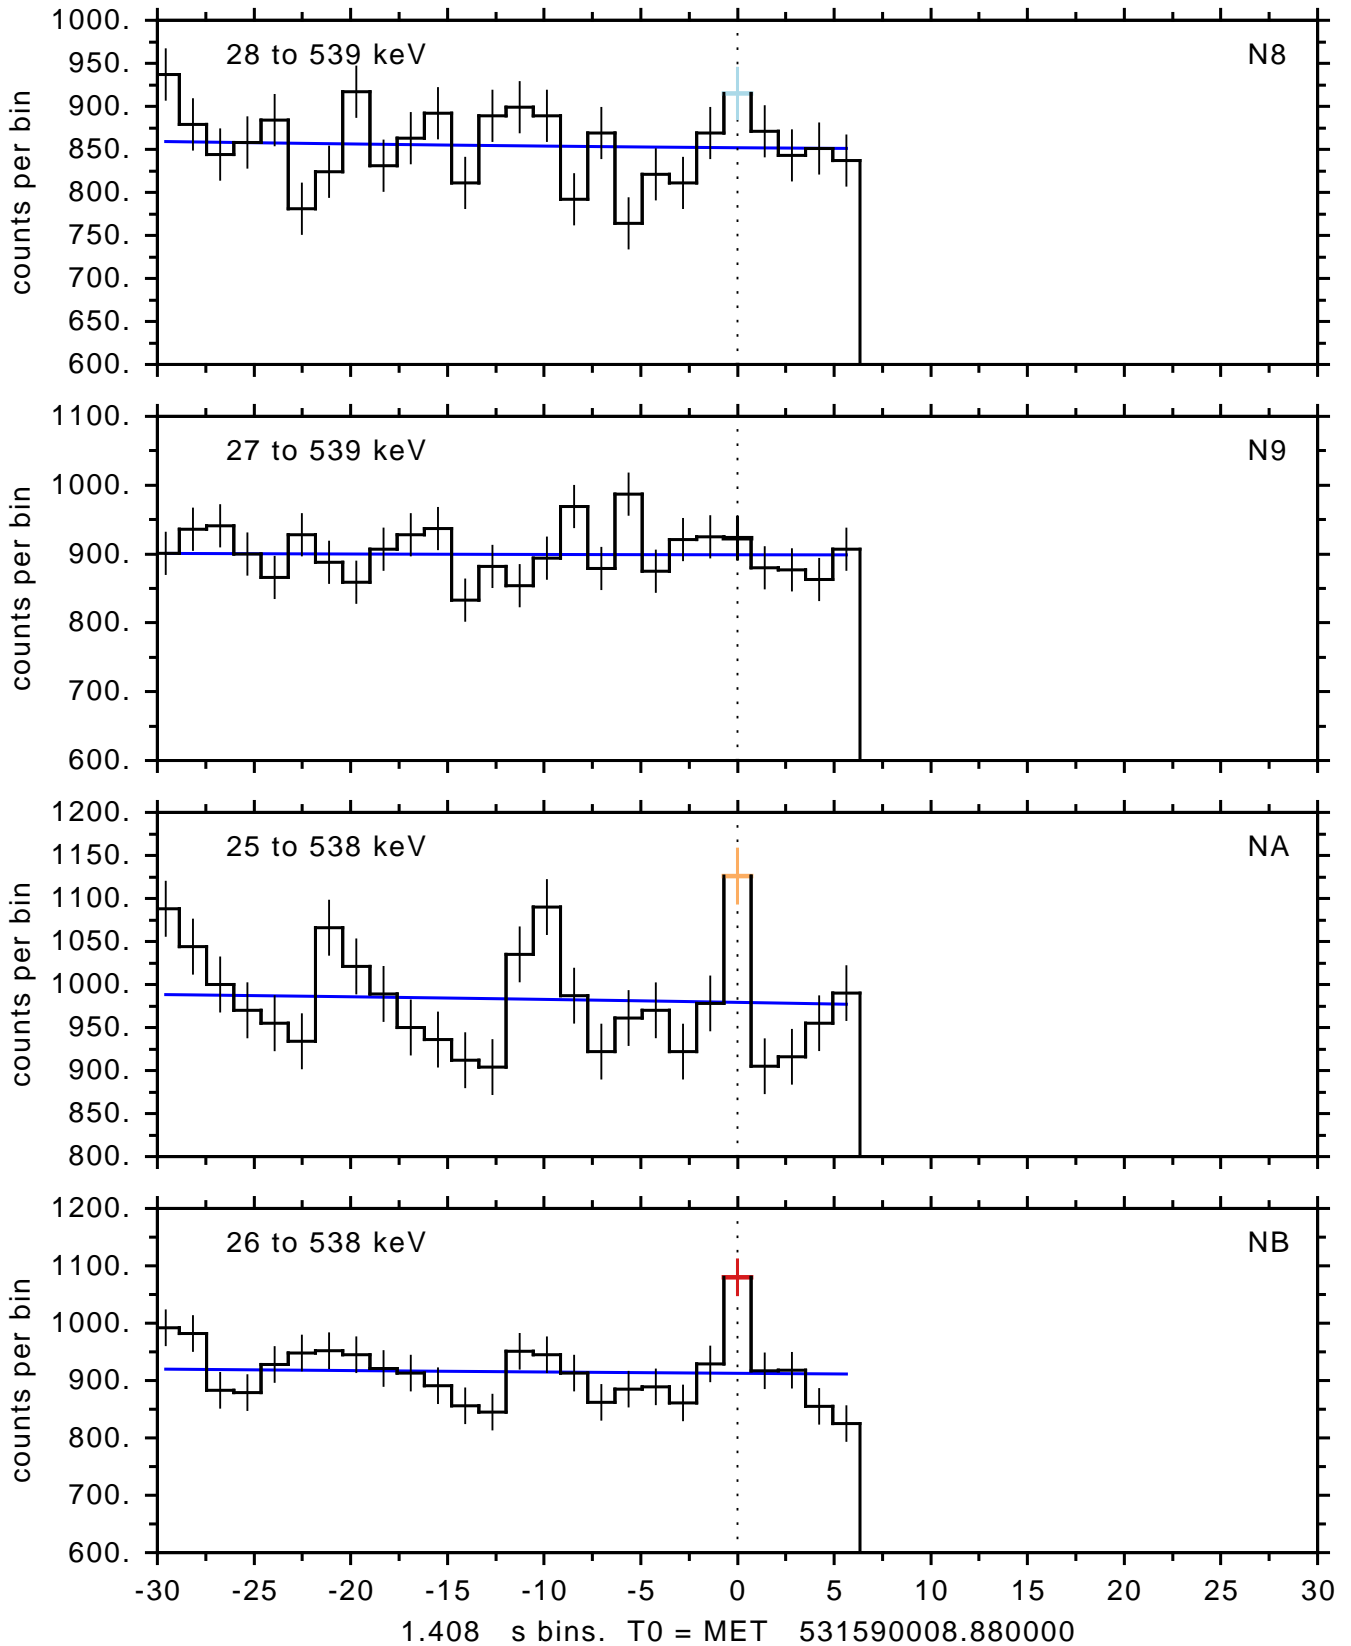 1000.
28 to 539 keV
N8
950.
900.
850.
800.
750.
700.
650.
600.
counts per bin
1100.
27 to 539 keV
N9
1000.
900.
800.
700.
600.
counts per bin
1200.
25 to 538 keV
NA
1150.
1100.
1050.
1000.
950.
900.
850.
800.
counts per bin
1200.
26 to 538 keV
NB
1100.
1000.
900.
800.
700.
600.
counts per bin
-30 -25 -20 -15 -10 -5 0 5 10 15 20 25 30
1.408 s bins. T0 = MET 531590008.880000